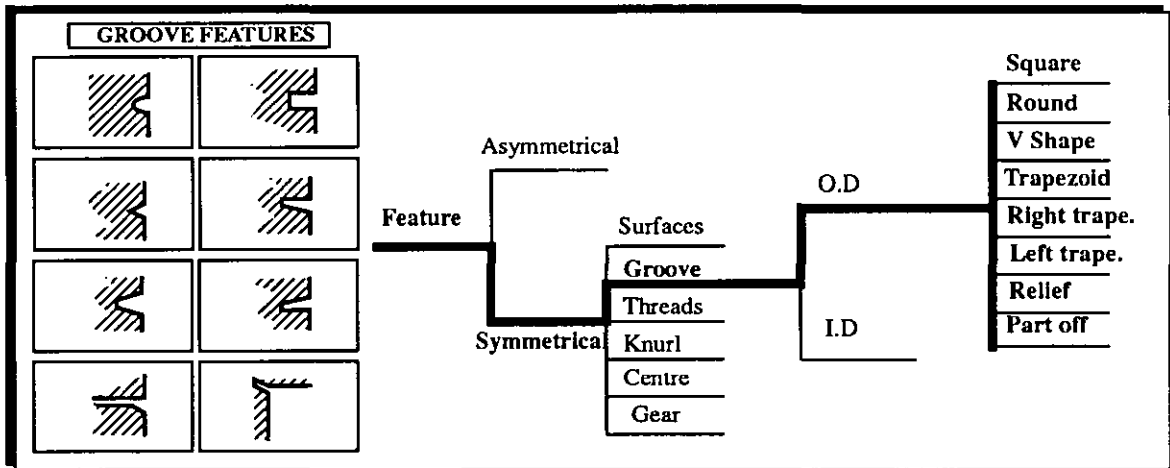 GROOVE FEATURES
Asymmetrical
Feature
Symmetrical
Surfaces
Groove
Threads
Knurl
Centre
Gear
O.D
I.D
Square
Round
V Shape
Trapezoid
Right trape.
Left trape.
Relief
Part off